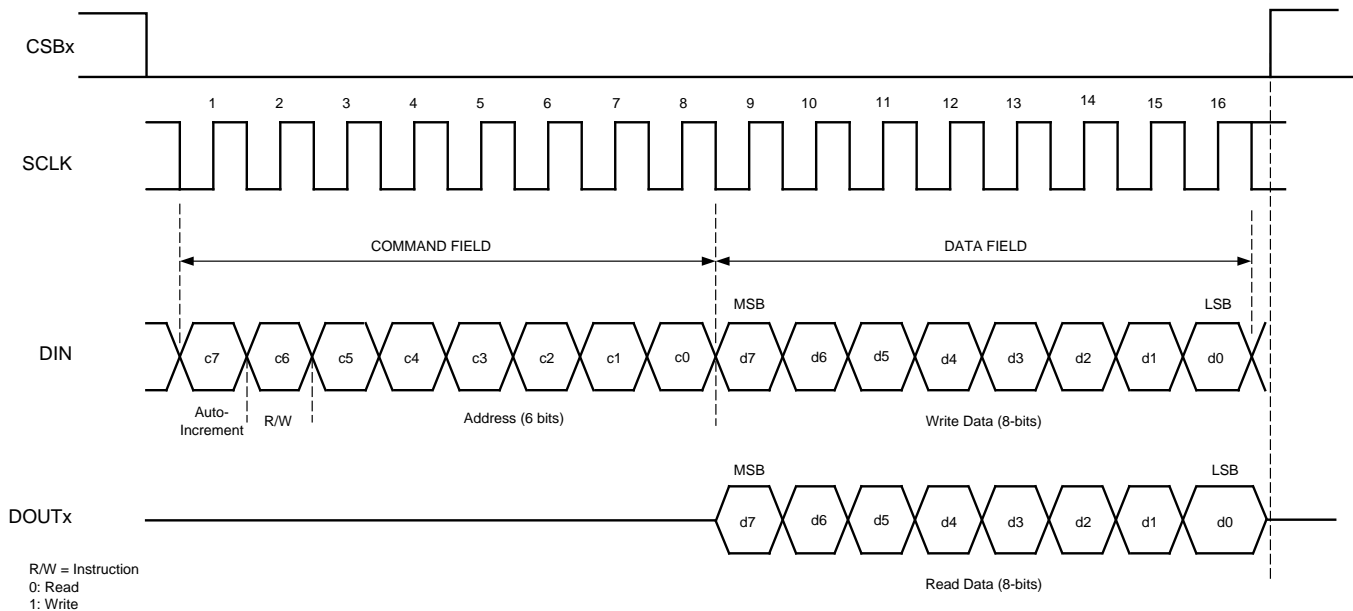 CSBx
1 2 3 4 5 6 7 8 9 10 11 12 13 14 15 16
SCLK
COMMAND FIELD DATA FIELD
MSB LSB
DIN c7 c6 c5 c4 c3 c2 c1 c0 d7 d6 d5 d4 d3 d2 d1 d0
Auto-
Increment R/W Address (6 bits) Write Data (8-bits)
MSB LSB
DOUTx d7 d6 d5 d4 d3 d2 d1 d0
R/W = Instruction
0: Read Read Data (8-bits)
1: Write